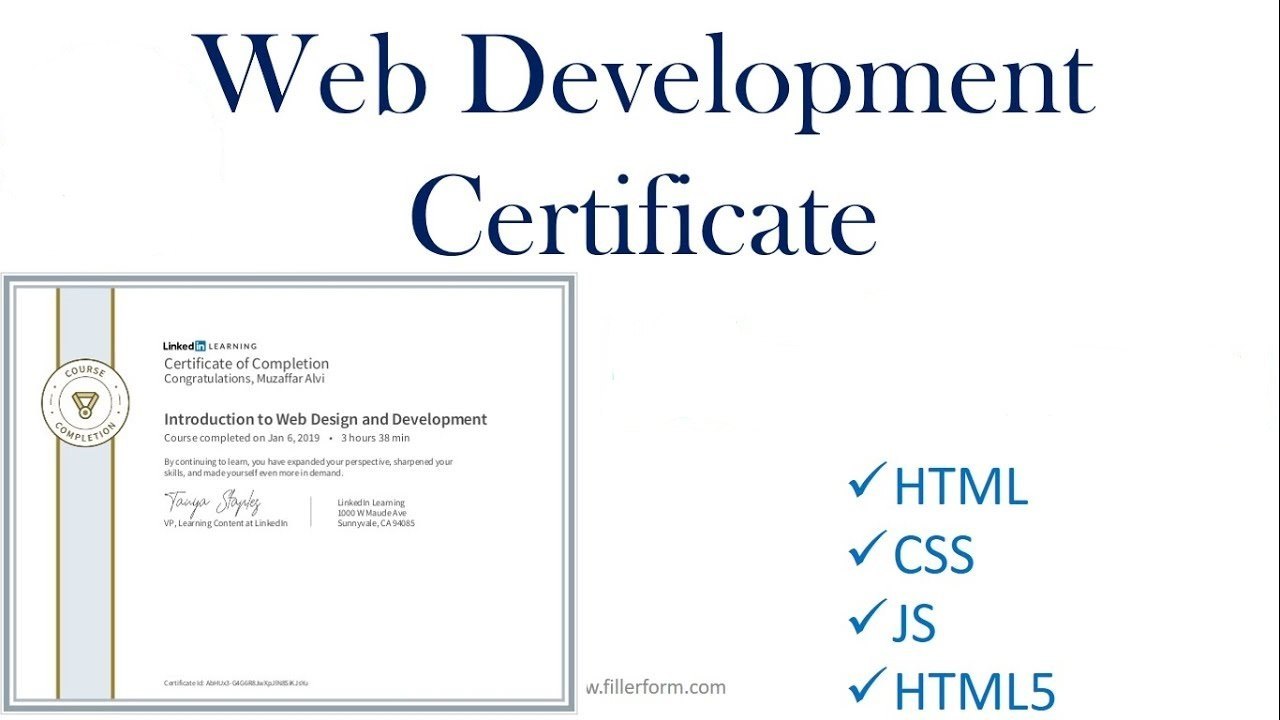 Web Development
Certificate
COURSE
COMPLETION
Linked in LEARNING
Certificate of Completion
Congratulations, Muzaffar Alvi
Introduction to Web Design and Development
Course completed on Jan 6, 2019 • 3 hours 38 min
By continuing to learn, you have expanded your perspective, sharpened your
skills, and made yourself even more in demand.
Tanya Staples
VP, Learning Content at LinkedIn
LinkedIn Learning
1000 W Maude Ave
Sunnyvale, CA 94085
Certificate Id:
w.fillerform.com
✓ HTML
✓ CSS
✓ JS
✓ HTML5